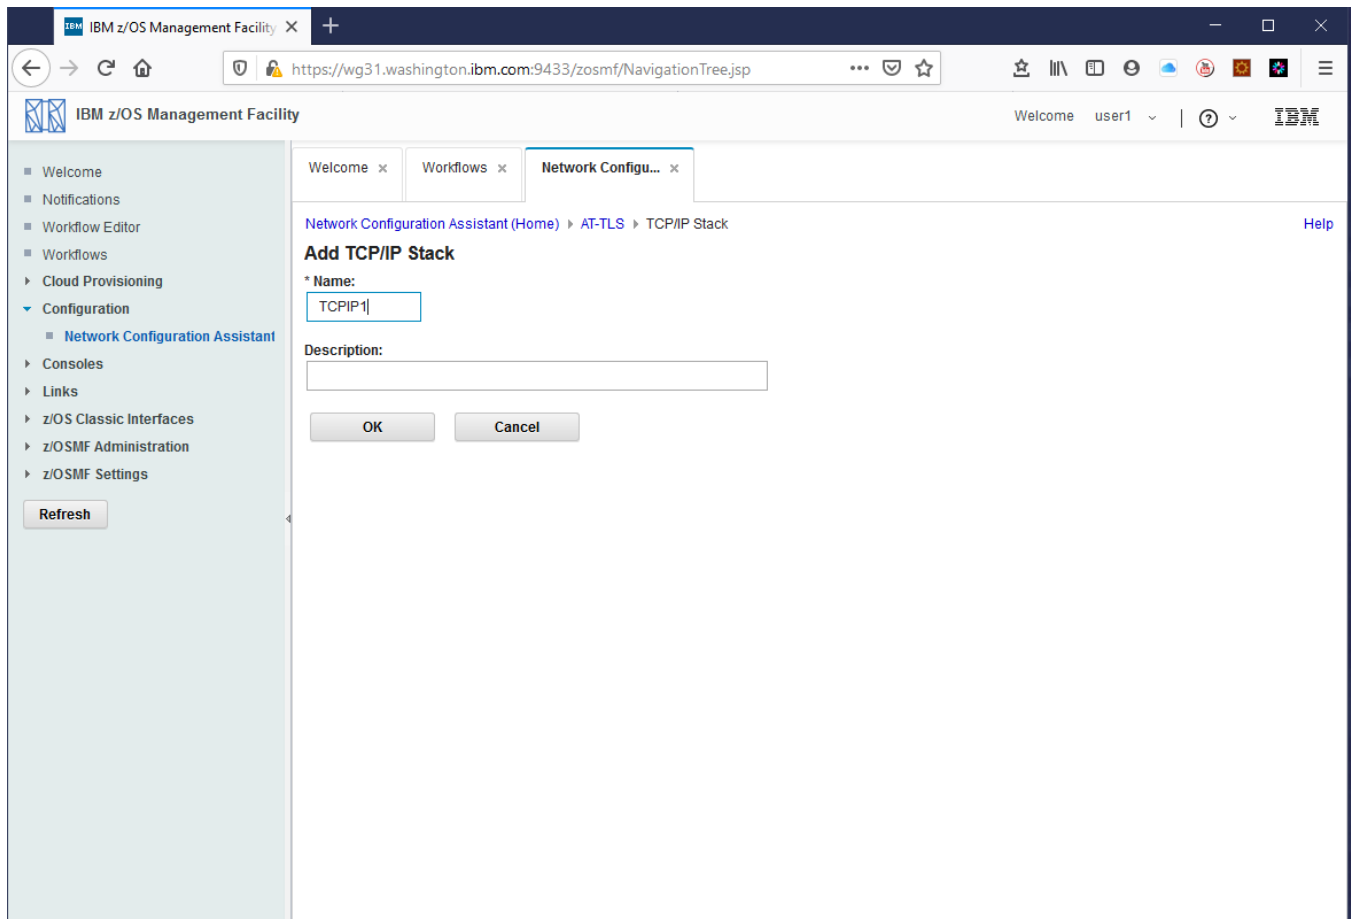 IBM IBM z/OS Management Facility
https://wg31.washington.ibm.com:9433/zosmf/NavigationTree.jsp
IBM z/OS Management Facility
Welcome user1
IBM
Welcome
Notifications
Workflow Editor
Workflows
Cloud Provisioning
Configuration
Network Configuration Assistant
Consoles
Links
z/OS Classic Interfaces
z/OSMF Administration
z/OSMF Settings
Refresh
Welcome Workflows Network Configu...
Network Configuration Assistant (Home) AT-TLS TCP/IP Stack Help
Add TCP/IP Stack
* Name:
TCPIP1
Description:
OK Cancel